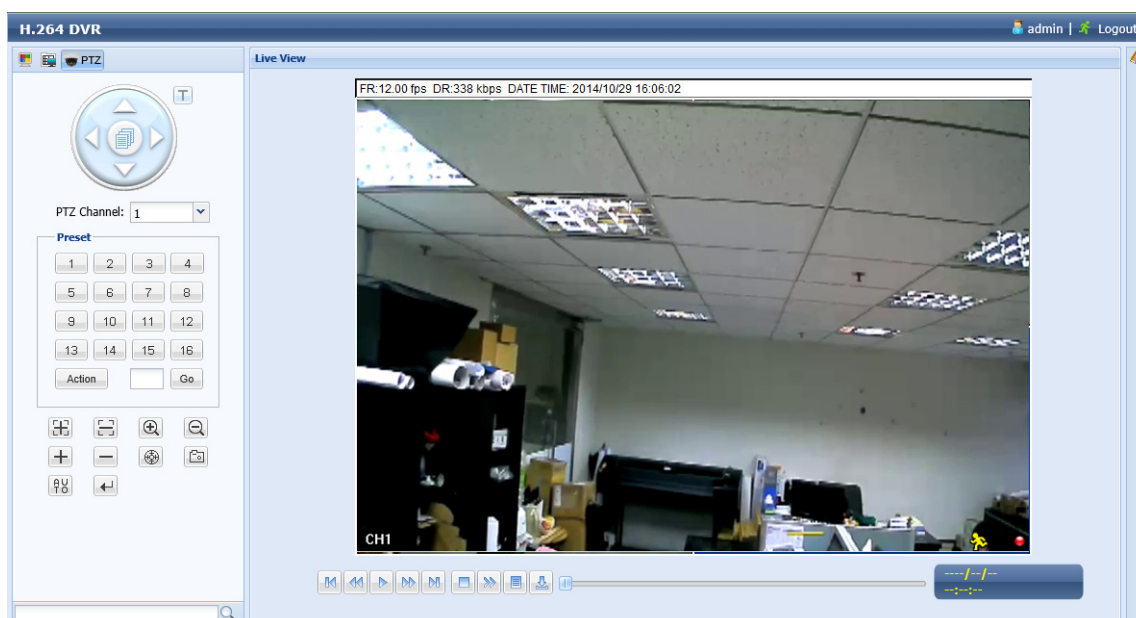 H.264 DVR
admin | Logout
PTZ
Live View
T
FR:12.00 fps DR:338 kbps DATE TIME: 2014/10/29 16:06:02
PTZ Channel: 1
Preset
1 2 3 4
5 6 7 8
9 10 11 12
13 14 15 16
Action Go
AUTO
CH1
----/--/--
--:--:--